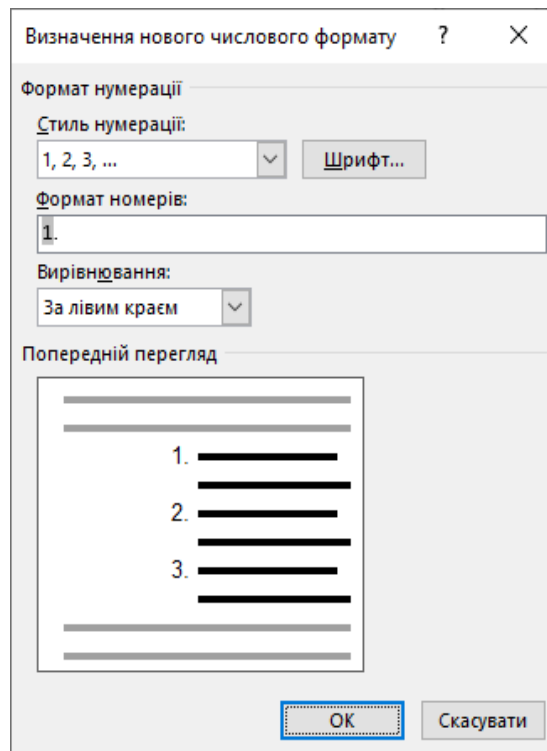 Визначення нового числового формату ? ×
Формат нумерації
Стиль нумерації:
1, 2, 3, ...
Шрифт...
Формат номерів:
1.
Вирівнювання:
За лівим краєм
Попередній перегляд
1.
2.
3.
ОК
Скасувати